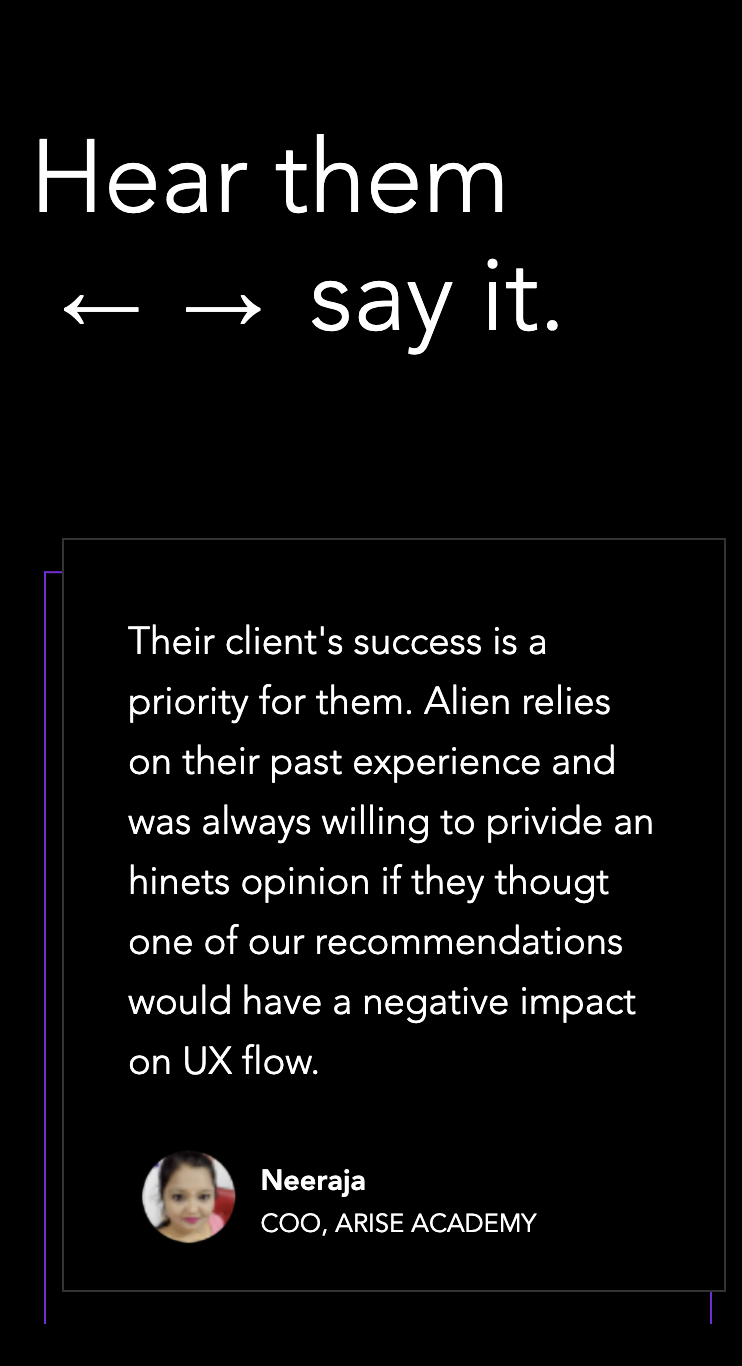 Hear them
← → say it.
Their client's success is a
priority for them. Alien relies
on their past experience and
was always willing to privide an
hinets opinion if they thougt
one of our recommendations
would have a negative impact
on UX flow.
Neeraja
COO, ARISE ACADEMY